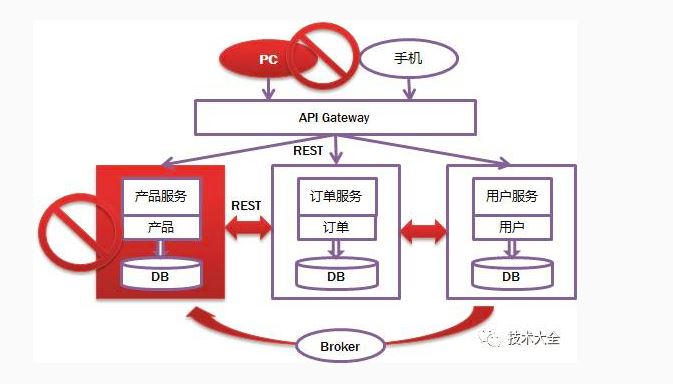 PC
手机
API Gateway
REST
产品服务
产品
DB
REST
订单服务
订单
DB
用户服务
用户
DB
Broker
技术大全